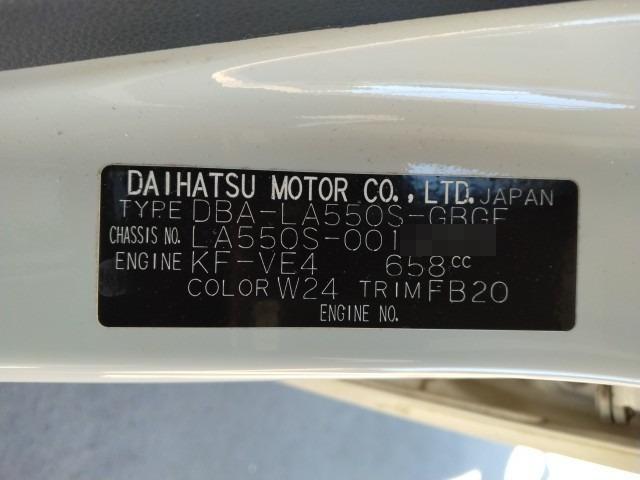 DAIHATSU MOTOR CO., LTD. JAPAN
TYPE DBA-LA550S-GBGF
CHASSIS NO. LA550S-001
ENGINE KF-VE4 658CC
COLOR W24 TRIM FB20
ENGINE NO.